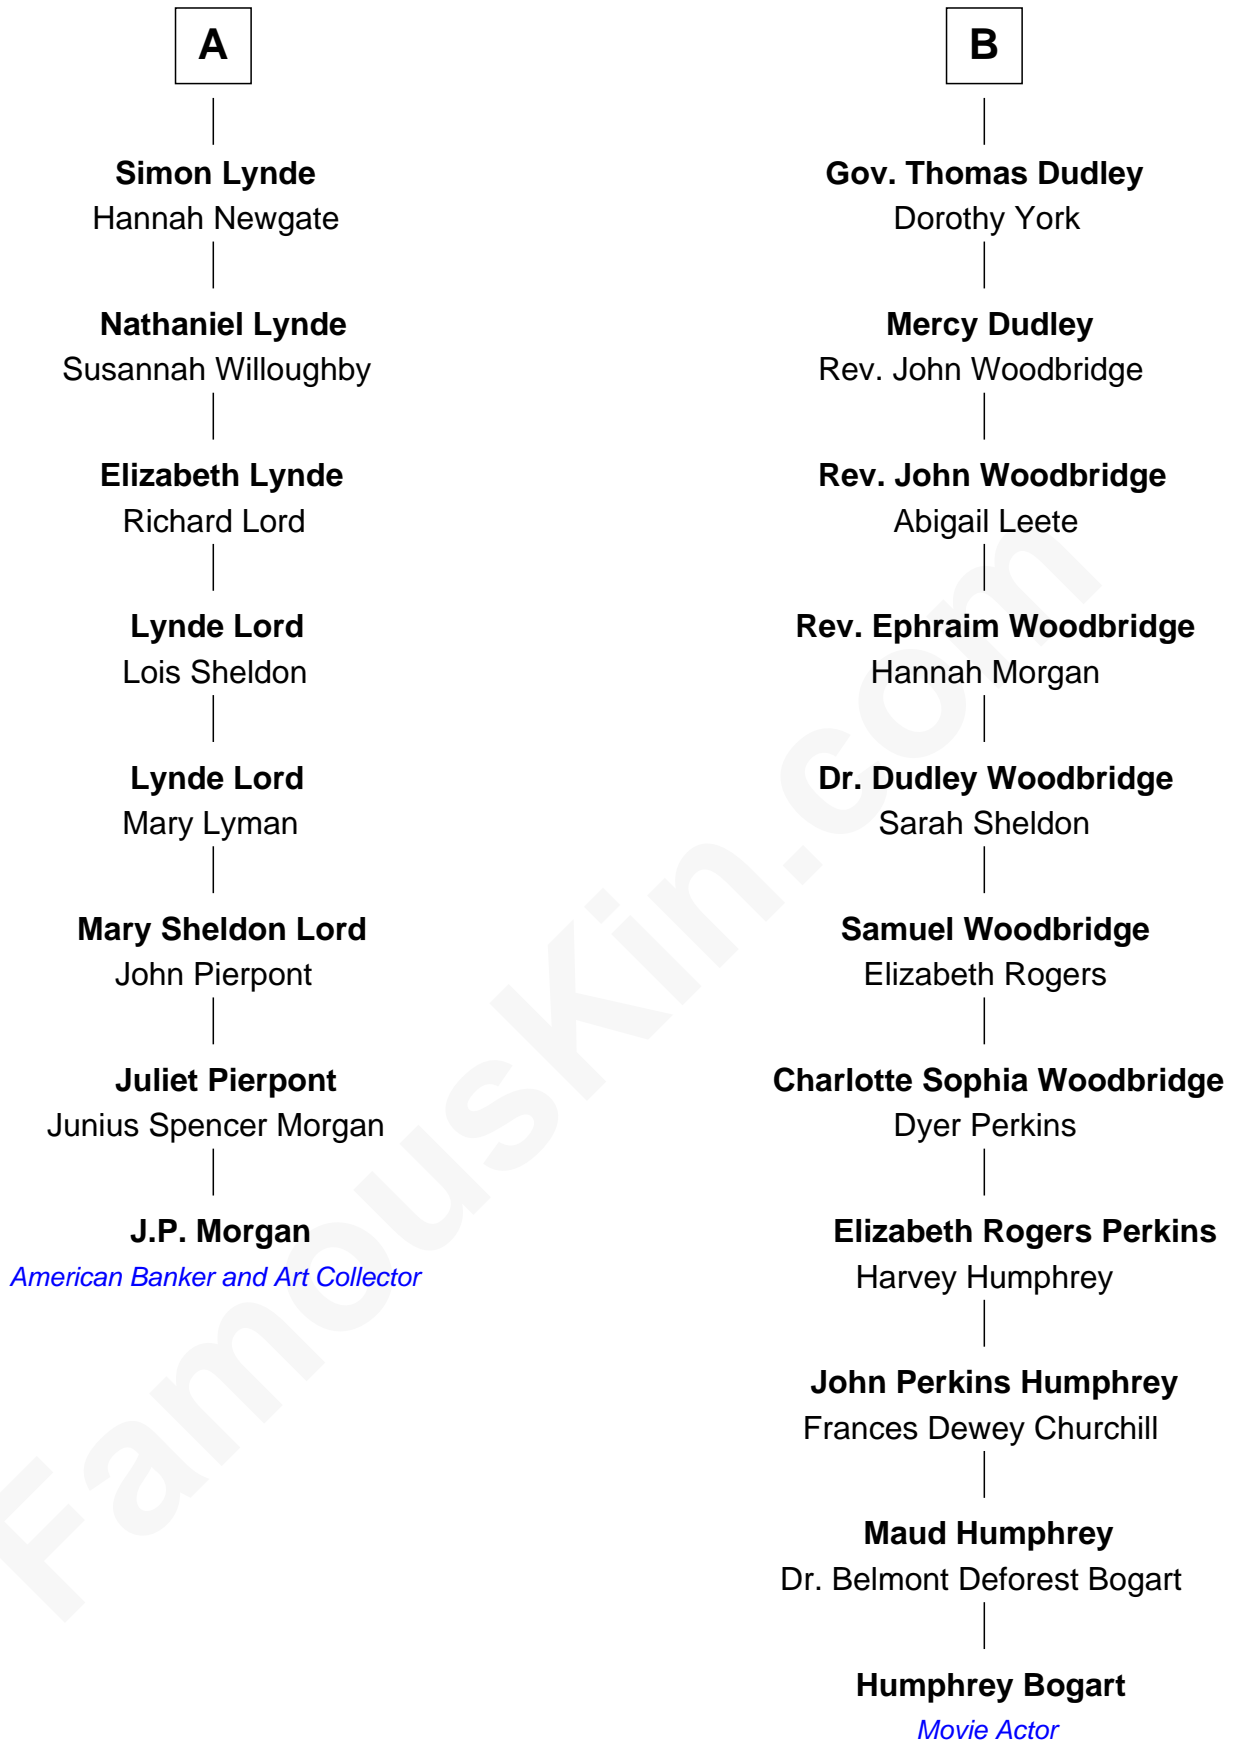 A
Simon Lynde
Hannah Newgate
Nathaniel Lynde
Susannah Willoughby
Elizabeth Lynde
Richard Lord
Lynde Lord
Lois Sheldon
Lynde Lord
Mary Lyman
Mary Sheldon Lord
John Pierpont
Juliet Pierpont
Junius Spencer Morgan
J.P. Morgan
American Banker and Art Collector
B
Gov. Thomas Dudley
Dorothy York
Mercy Dudley
Rev. John Woodbridge
Rev. John Woodbridge
Abigail Leete
Rev. Ephraim Woodbridge
Hannah Morgan
Dr. Dudley Woodbridge
Sarah Sheldon
Samuel Woodbridge
Elizabeth Rogers
Charlotte Sophia Woodbridge
Dyer Perkins
Elizabeth Rogers Perkins
Harvey Humphrey
John Perkins Humphrey
Frances Dewey Churchill
Maud Humphrey
Dr. Belmont Deforest Bogart
Humphrey Bogart
Movie Actor
FamousKin.com